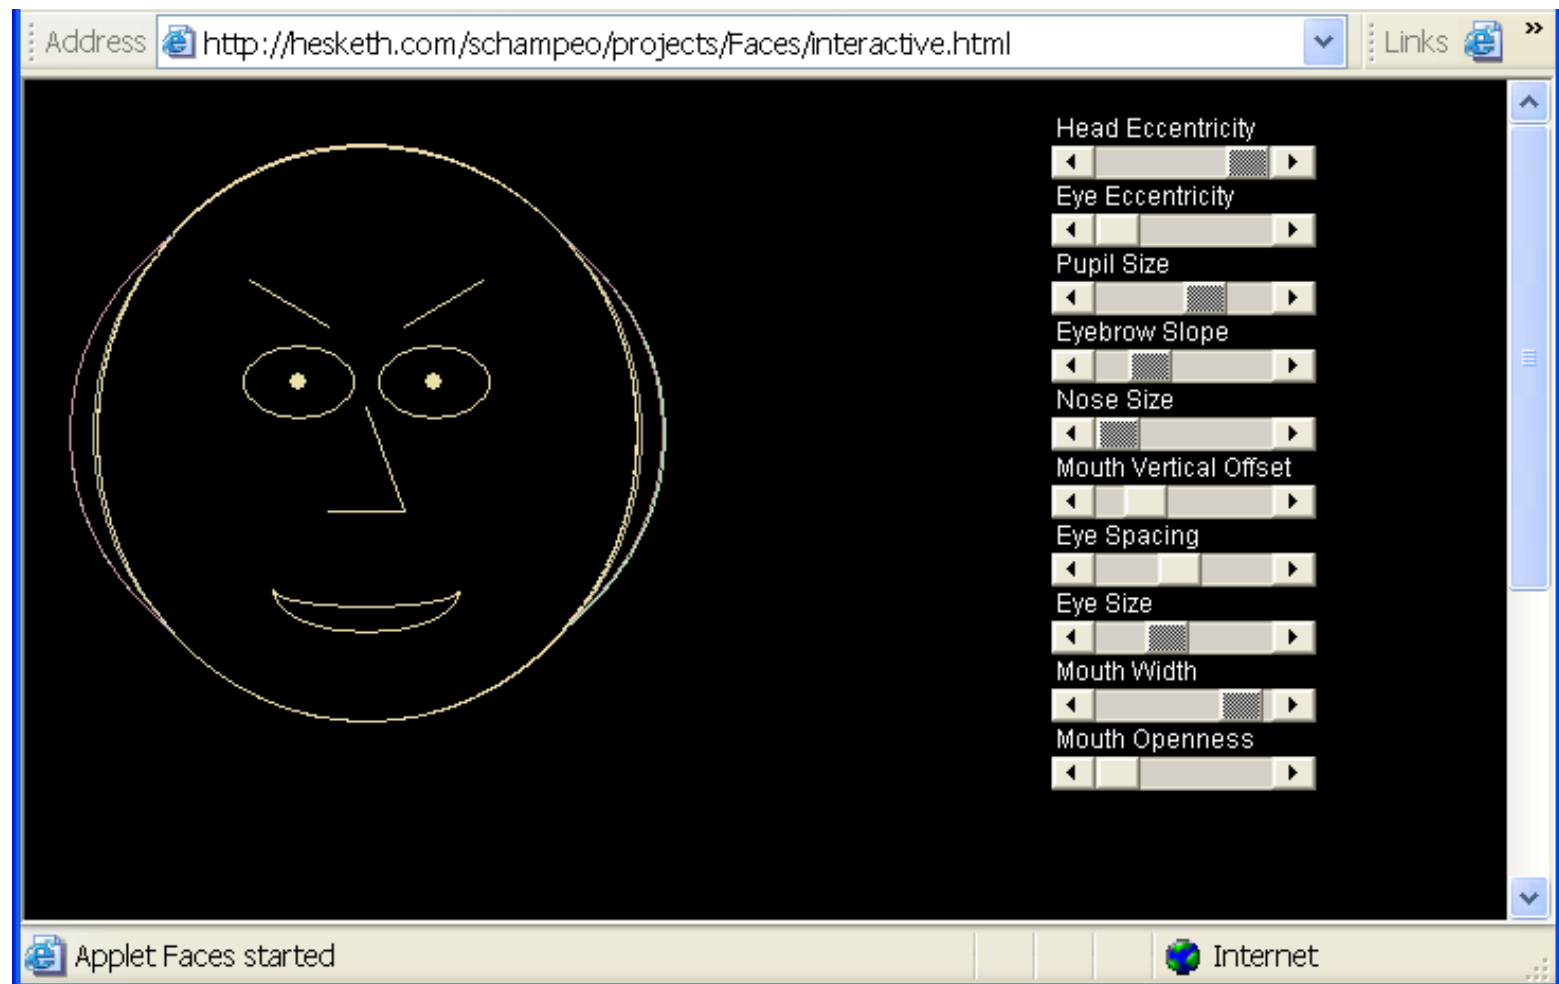 Address http://hesketh.com/schampeo/projects/Faces/interactive.html Links »
Head Eccentricity
Eye Eccentricity
Pupil Size
Eyebrow Slope
Nose Size
Mouth Vertical Offset
Eye Spacing
Eye Size
Mouth Width
Mouth Openness
Applet Faces started Internet